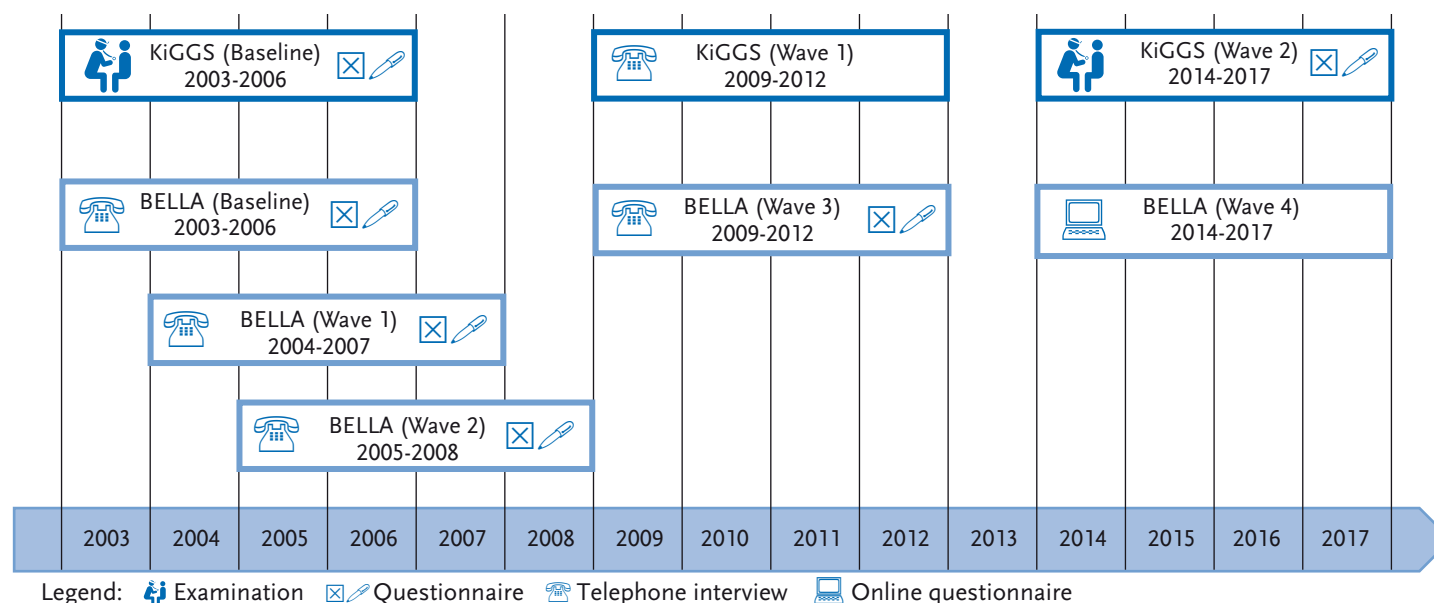 KiGGS (Baseline)
2003-2006
KiGGS (Wave 1)
2009-2012
KiGGS (Wave 2)
2014-2017
BELLA (Baseline)
2003-2006
BELLA (Wave 3)
2009-2012
BELLA (Wave 4)
2014-2017
BELLA (Wave 1)
2004-2007
BELLA (Wave 2)
2005-2008
2003 2004 2005 2006 2007 2008 2009 2010 2011 2012 2013 2014 2015 2016 2017
Legend: Examination Questionnaire Telephone interview Online questionnaire